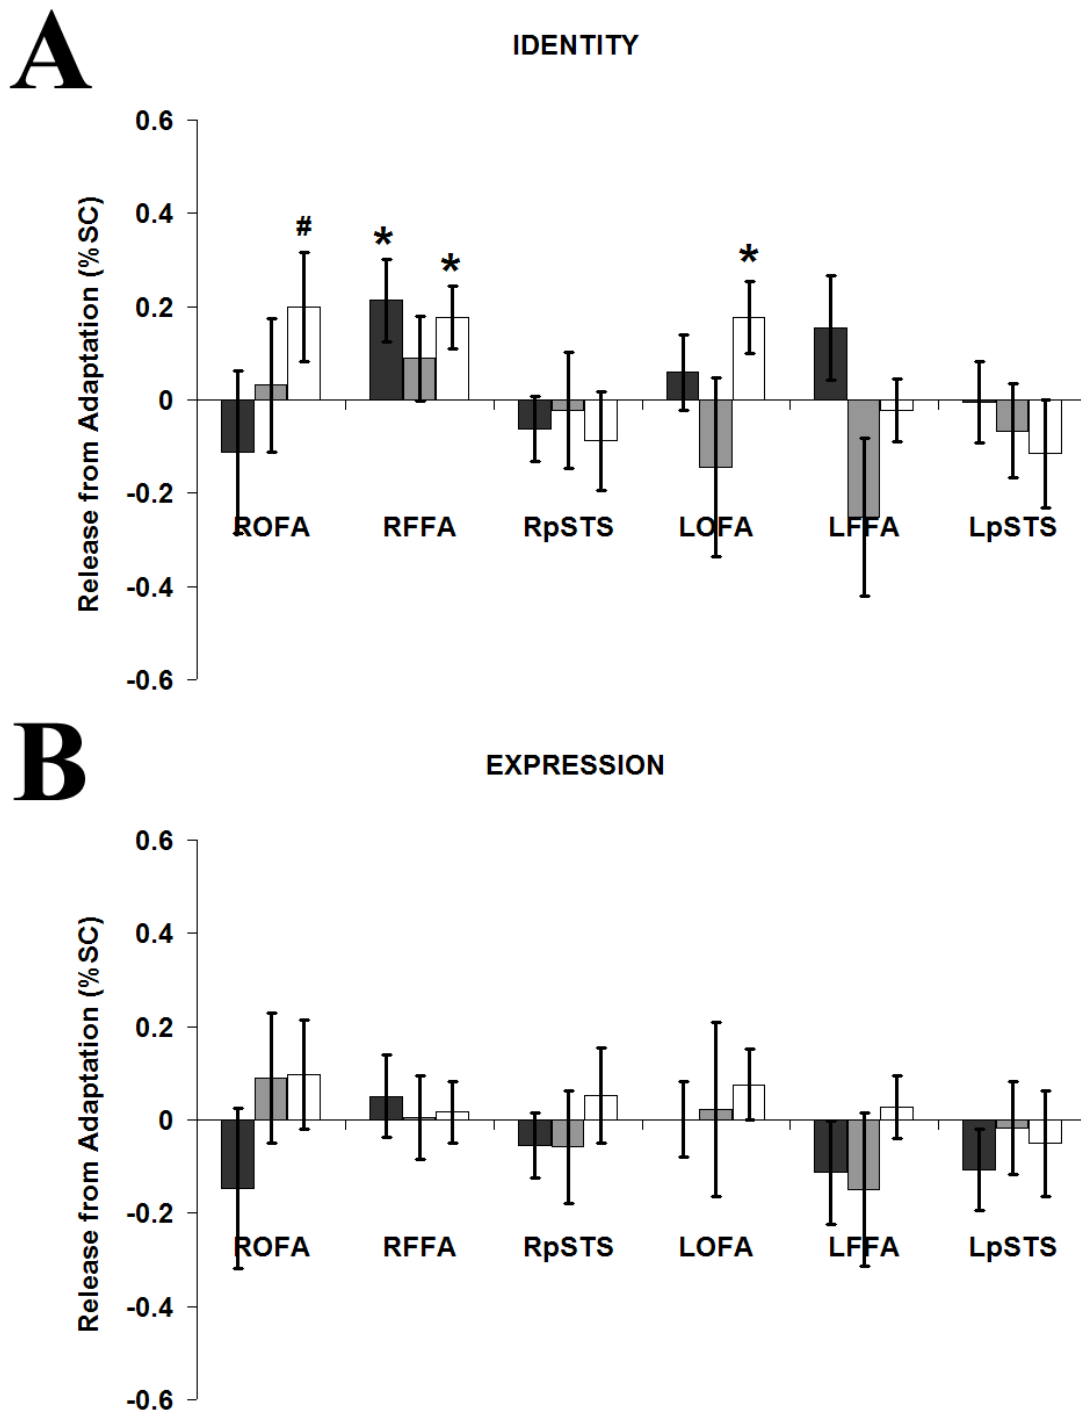 A
IDENTITY
Release from Adaptation (%SC)
0.6
0.4
0.2
0
-0.2
-0.4
-0.6
#
* * *
ROFA RFFA RpSTS LOFA LFFA LpSTS
B
EXPRESSION
Release from Adaptation (%SC)
0.6
0.4
0.2
0
-0.2
-0.4
-0.6
ROFA RFFA RpSTS LOFA LFFA LpSTS